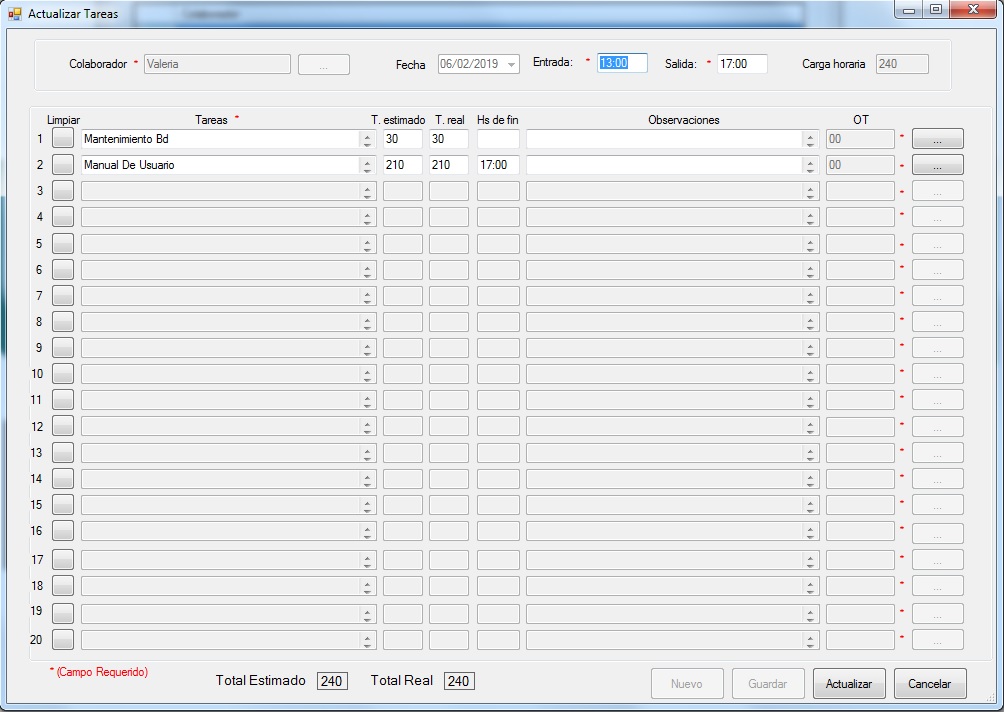 Actualizar Tareas
Colaborador * Valeria ... Fecha 06/02/2019 Entrada: * 13:00 Salida: * 17:00 Carga horaria 240
Limpiar Tareas * T. estimado T. real Hs de fin Observaciones OT
1 Mantenimiento Bd 30 30 00 * ...
2 Manual De Usuario 210 210 17:00 00 * ...
3 * ...
4 * ...
5 * ...
6 * ...
7 * ...
8 * ...
9 * ...
10 * ...
11 * ...
12 * ...
13 * ...
14 * ...
15 * ...
16 * ...
17 * ...
18 * ...
19 * ...
20 * ...
* (Campo Requerido)
Total Estimado 240 Total Real 240 Nuevo Guardar Actualizar Cancelar